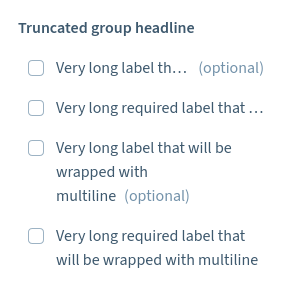 Truncated group headline
Very long label th… (optional)
Very long required label that …
Very long label that will be
wrapped with
multiline (optional)
Very long required label that
will be wrapped with multiline